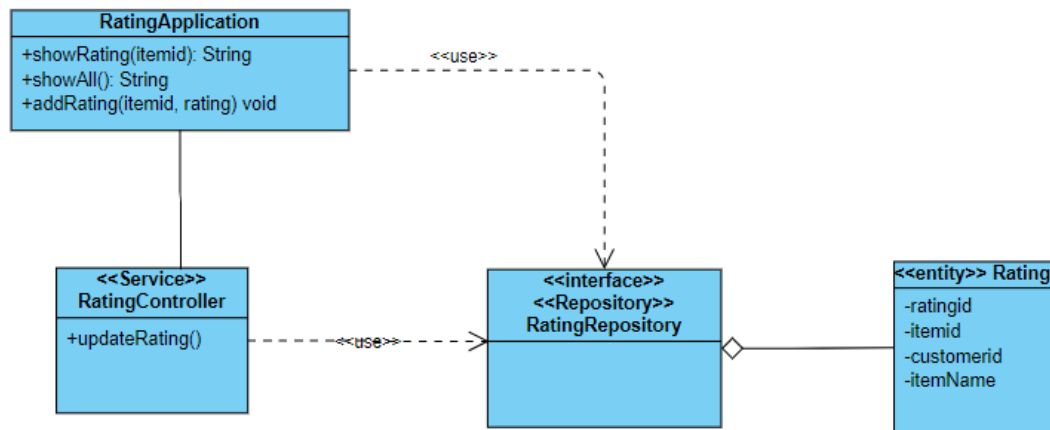 RatingApplication
+showRating(itemid): String
+showAll(): String
+addRating(itemid, rating) void
<<use>>
<<Service>>
RatingController
+updateRating()
<<use>>
<<interface>>
<<Repository>>
RatingRepository
<<entity>> Rating
-ratingid
-itemid
-customerid
-itemName